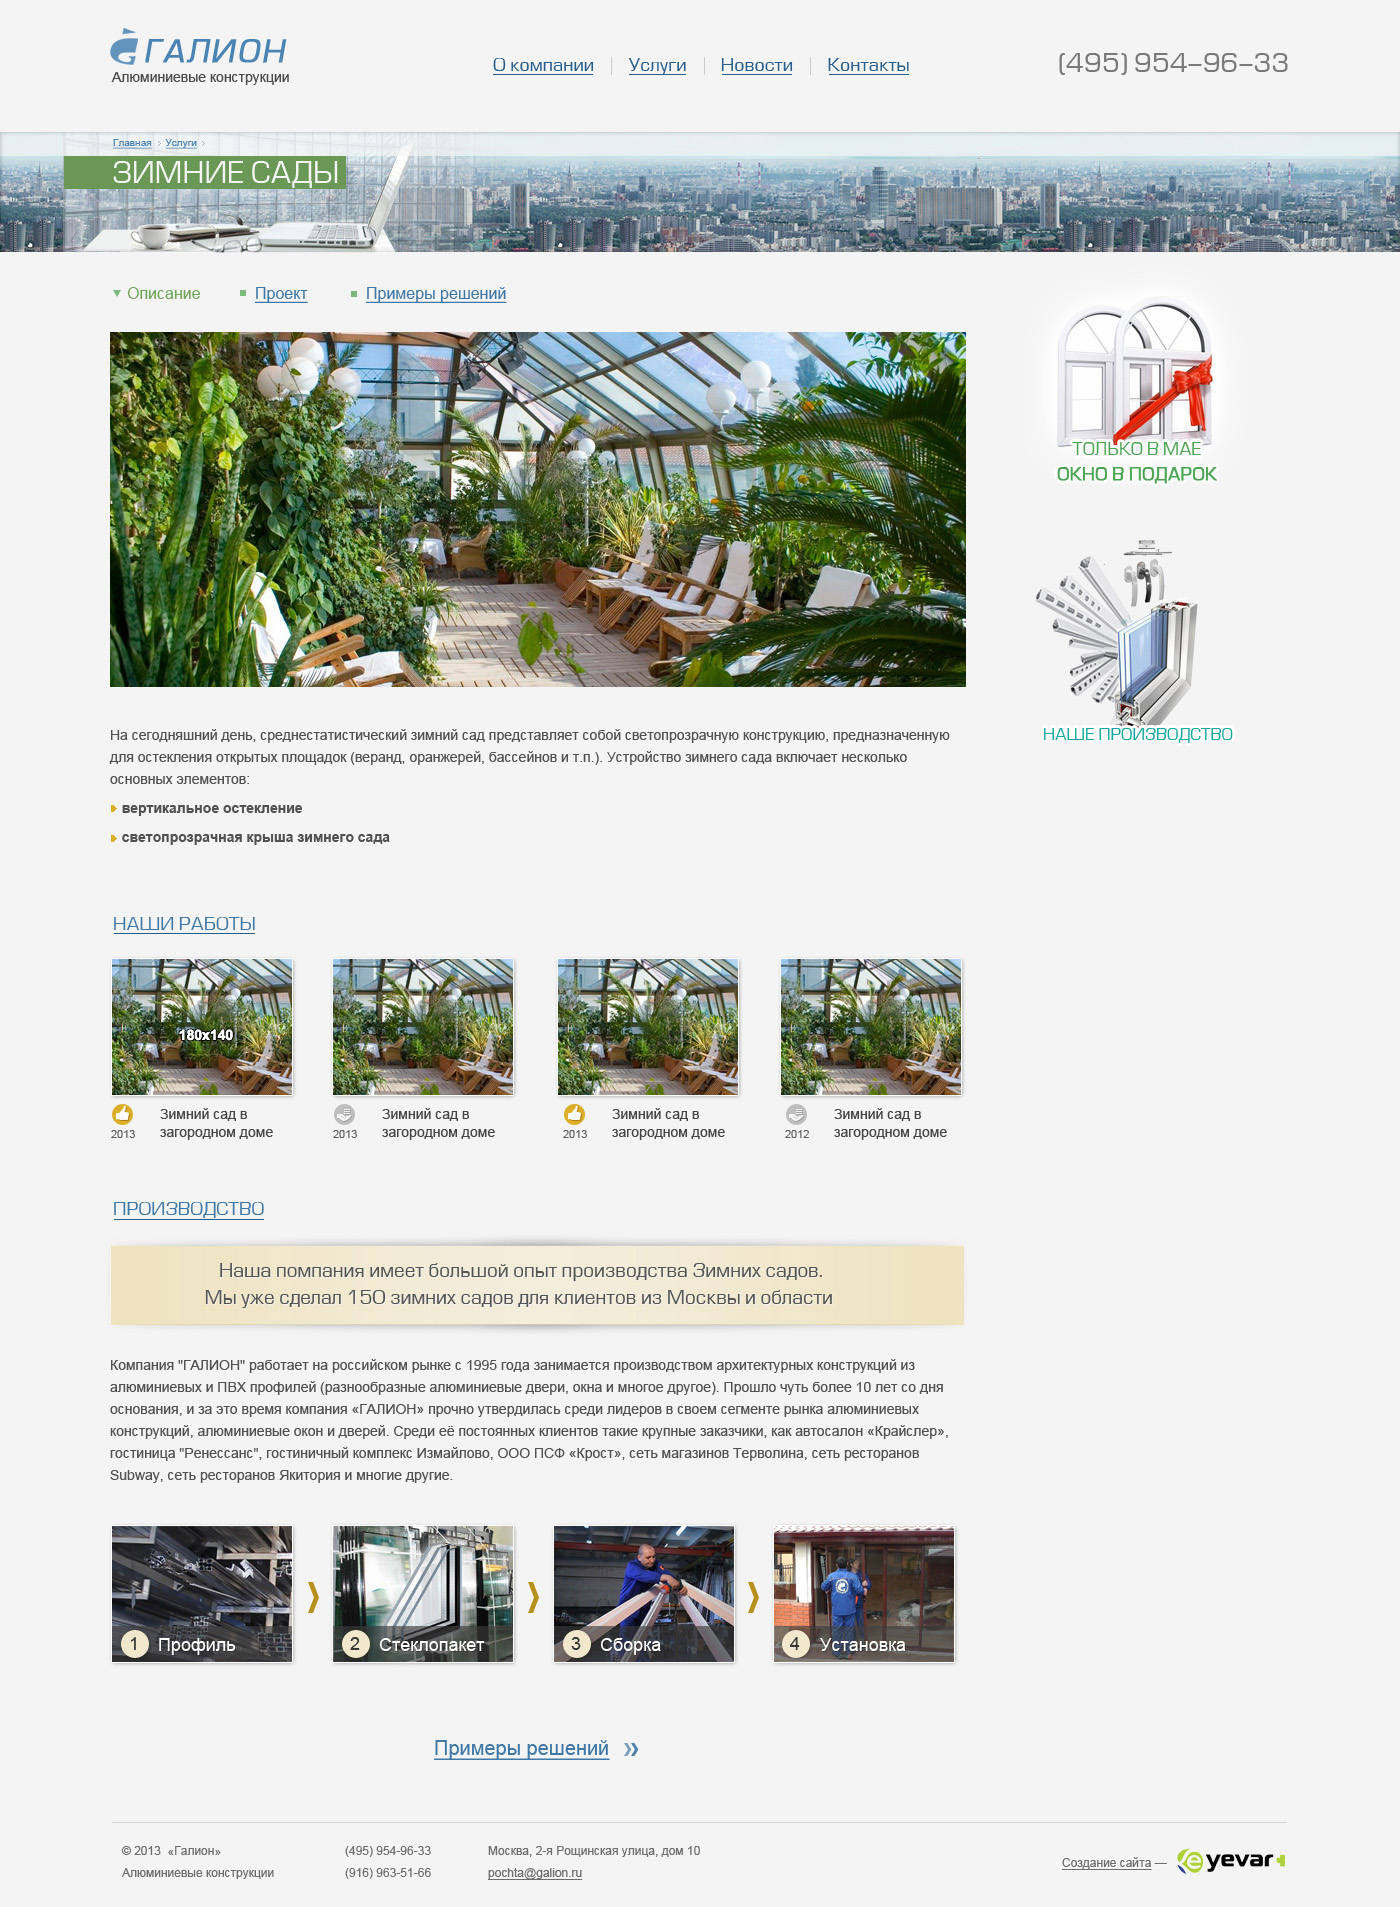 ГАЛИОН
Алюминиевые конструкции
О компании
Услуги
Новости
Контакты
(495) 954-96-33
Главная
Услуги
ЗИМНИЕ САДЫ
Описание
Проект
Примеры решений
ТОЛЬКО В МАЕ
ОКНО В ПОДАРОК
НАШЕ ПРОИЗВОДСТВО
На сегодняшний день, среднестатистический зимний сад представляет собой светопрозрачную конструкцию, предназначенную
для остекления открытых площадок (веранд, оранжерей, бассейнов и т.п.). Устройство зимнего сада включает несколько
основных элементов:
вертикальное остекление
светопрозрачная крыша зимнего сада
НАШИ РАБОТЫ
180x140
2013
Зимний сад в
загородном доме
2013
Зимний сад в
загородном доме
2013
Зимний сад в
загородном доме
2012
Зимний сад в
загородном доме
ПРОИЗВОДСТВО
Наша помпания имеет большой опыт производства Зимних садов.
Мы уже сделал 150 зимних садов для клиентов из Москвы и области
Компания "ГАЛИОН" работает на российском рынке с 1995 года занимается производством архитектурных конструкций из
алюминиевых и ПВХ профилей (разнообразные алюминиевые двери, окна и многое другое). Прошло чуть более 10 лет со дня
основания, и за это время компания «ГАЛИОН» прочно утвердилась среди лидеров в своем сегменте рынка алюминиевых
конструкций, алюминиевые окон и дверей. Среди её постоянных клиентов такие крупные заказчики, как автосалон «Крайслер»,
гостиница "Ренессанс", гостиничный комплекс Измайлово, ООО ПСФ «Крост», сеть магазинов Терволина, сеть ресторанов
Subway, сеть ресторанов Якитория и многие другие.
1 Профиль
2 Стеклопакет
3 Сборка
4 Установка
Примеры решений
© 2013 «Галион»
Алюминиевые конструкции
(495) 954-96-33
(916) 963-51-66
Москва, 2-я Рощинская улица, дом 10
pochta@galion.ru
Создание сайта —
yevar